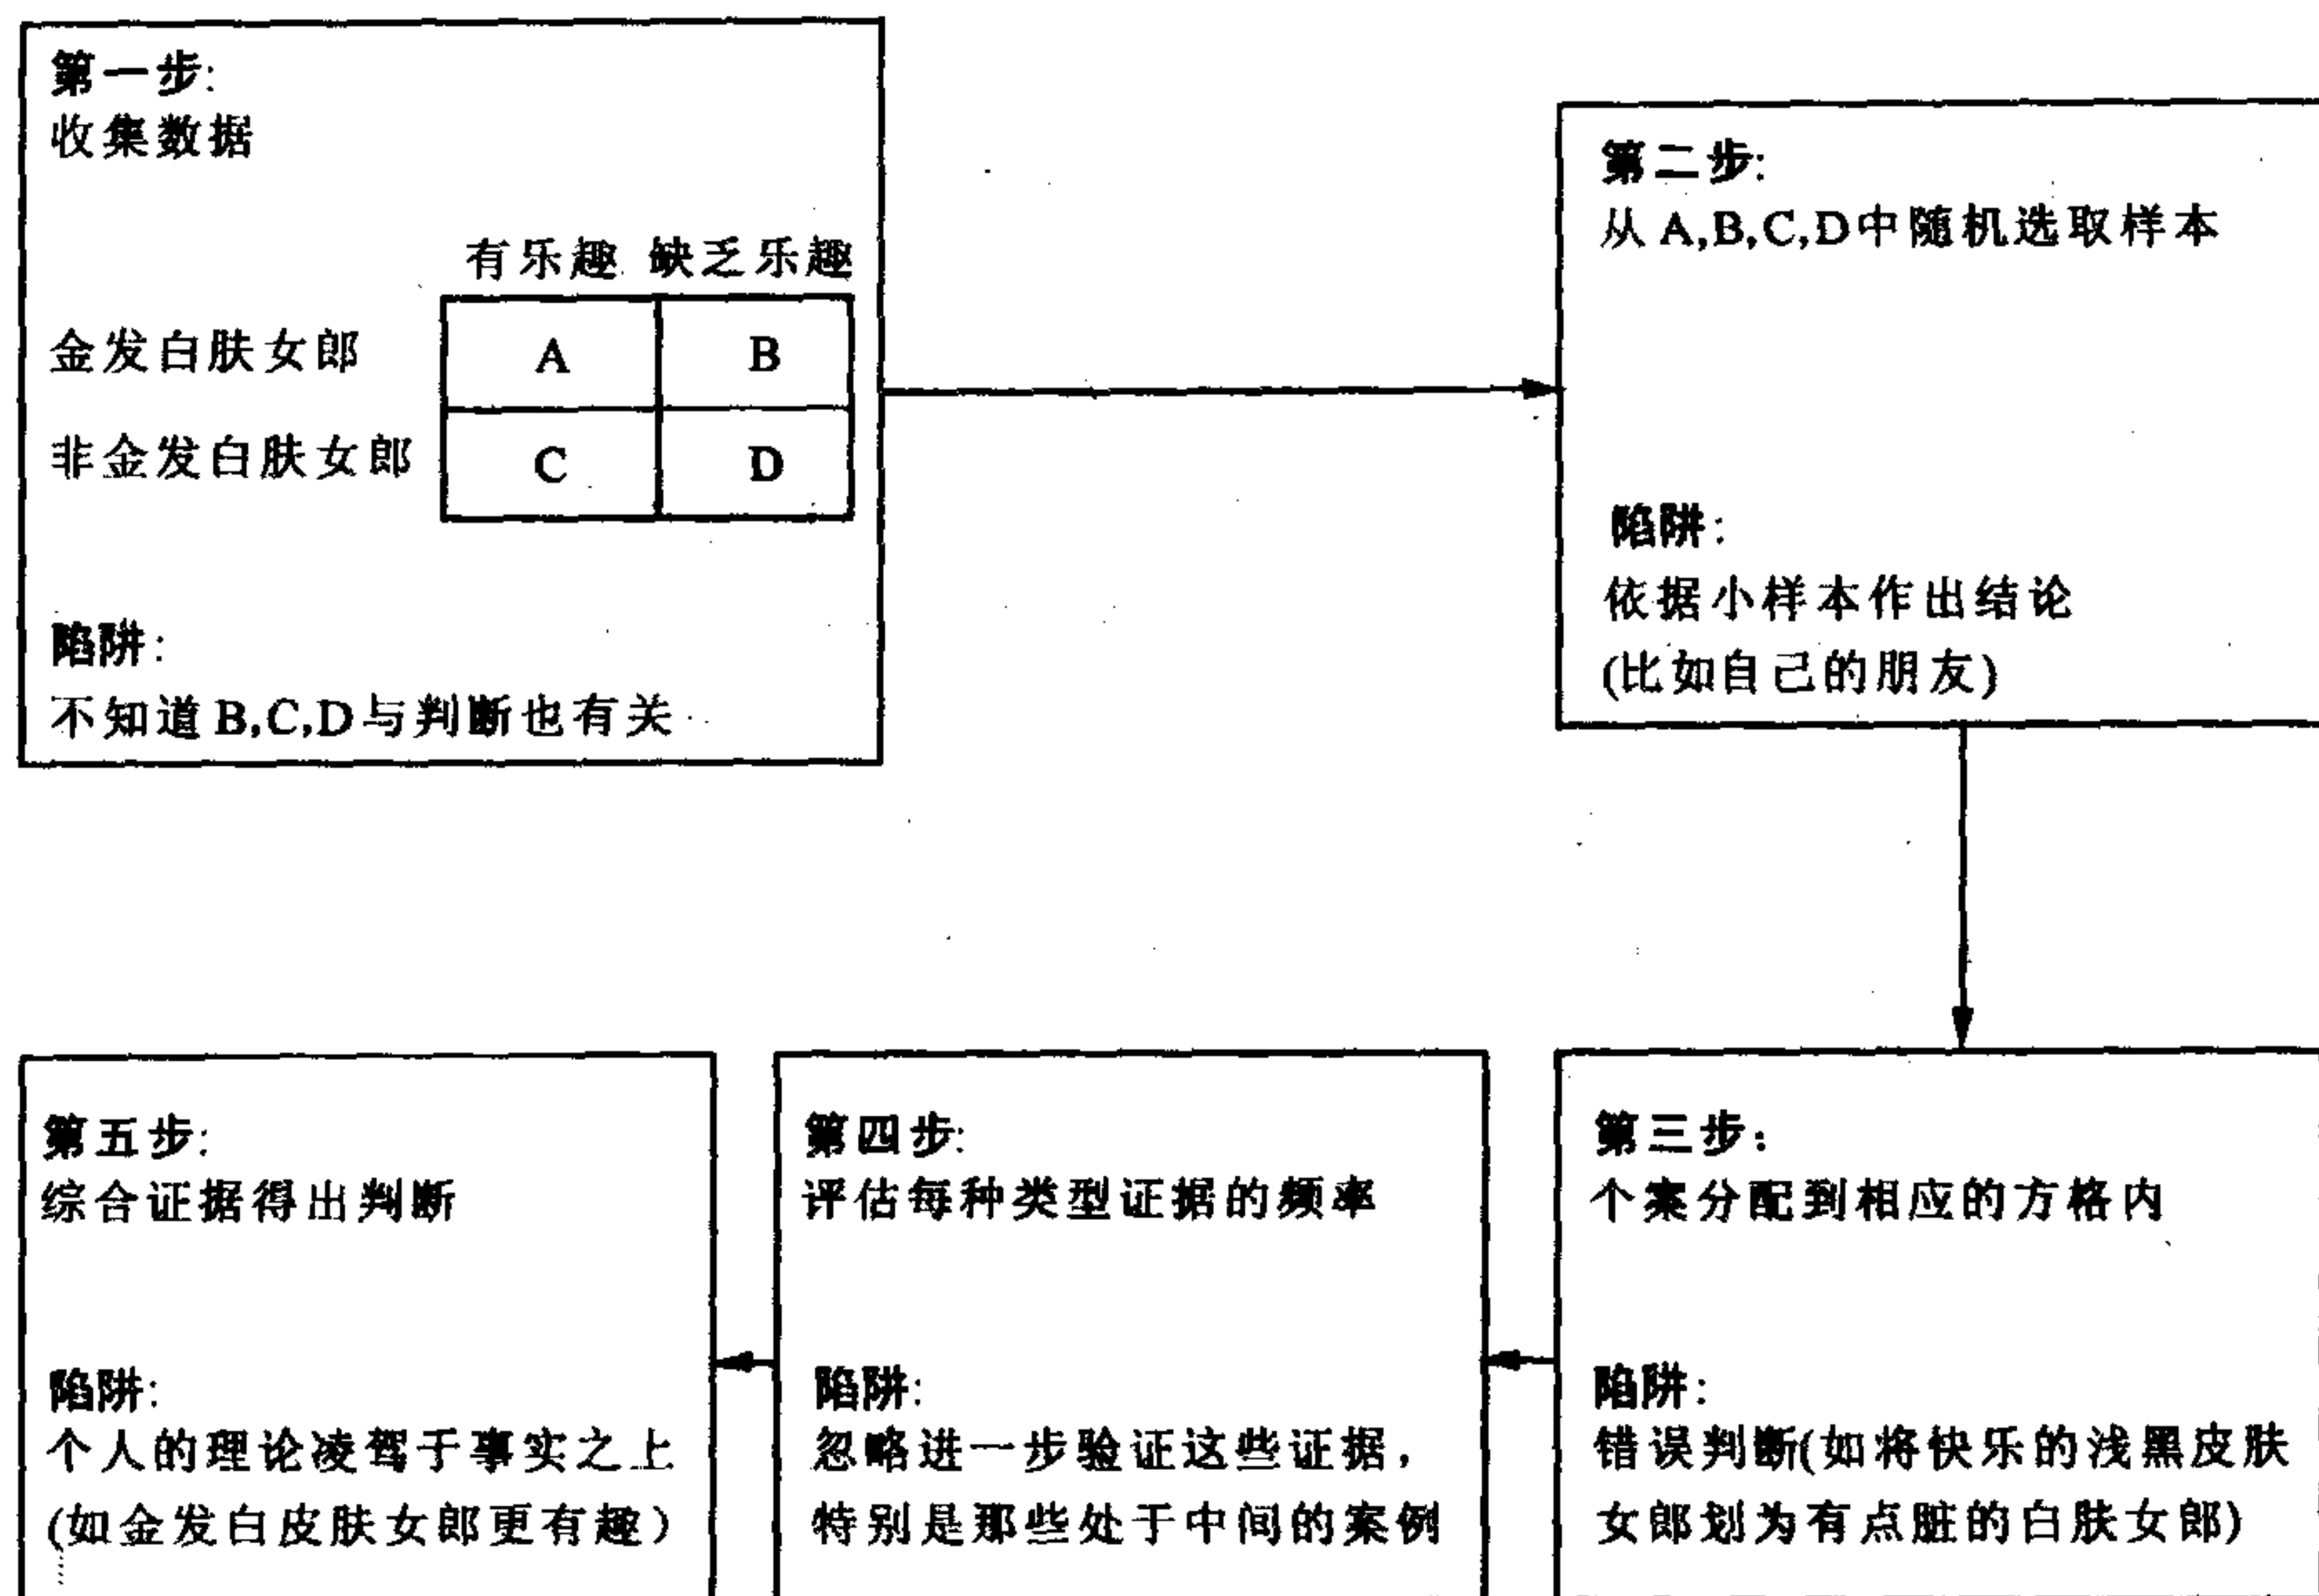 第一步:
收集数据
有乐趣 缺乏乐趣
金发白肤女郎 A B
非金发白肤女郎 C D
陷阱:
不知道B,C,D与判断也有关
第二步:
从A,B,C,D中随机选取样本
陷阱:
依据小样本作出结论
(比如自己的朋友)
第三步:
个案分配到相应的方格内
陷阱:
错误判断(如将快乐的浅黑皮肤
女郎划为有点脏的白肤女郎)
第四步:
评估每种类型证据的频率
陷阱:
忽略进一步验证这些证据,
特别是那些处于中间的案例
第五步:
综合证据得出判断
陷阱:
个人的理论凌驾于事实之上
(如金发白皮肤女郎更有趣)